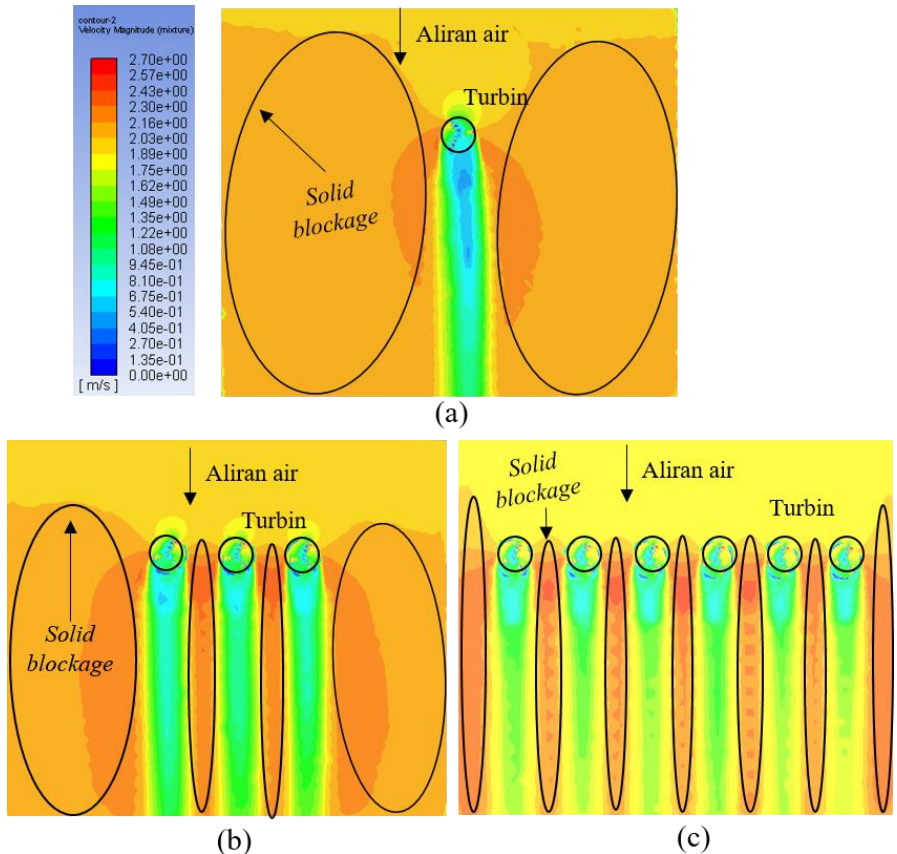 contour-2
Velocity Magnitude (mixture)
2.70e+00
2.57e+00
2.43e+00
2.30e+00
2.16e+00
2.03e+00
1.89e+00
1.75e+00
1.62e+00
1.49e+00
1.35e+00
1.22e+00
1.08e+00
9.45e-01
8.10e-01
6.75e-01
5.40e-01
4.05e-01
2.70e-01
1.35e-01
0.00e+00
[ m/s ]
Aliran air
Turbin
Solid
blockage
(a)
Aliran air
Turbin
Solid
blockage
(b)
Solid
blockage
Aliran air
Turbin
(c)